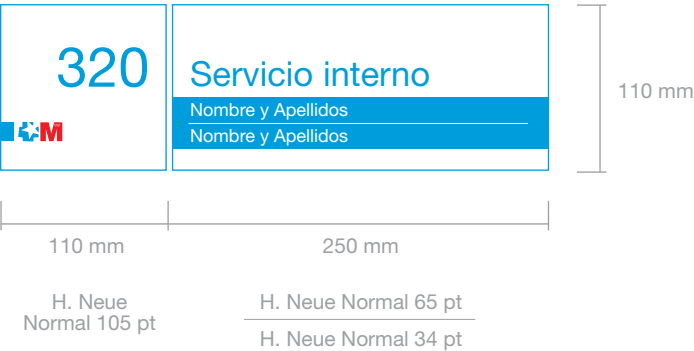 320
Servicio interno
Nombre y Apellidos
Nombre y Apellidos
M
110 mm
110 mm
250 mm
H. Neue
Normal 105 pt
H. Neue Normal 65 pt
H. Neue Normal 34 pt